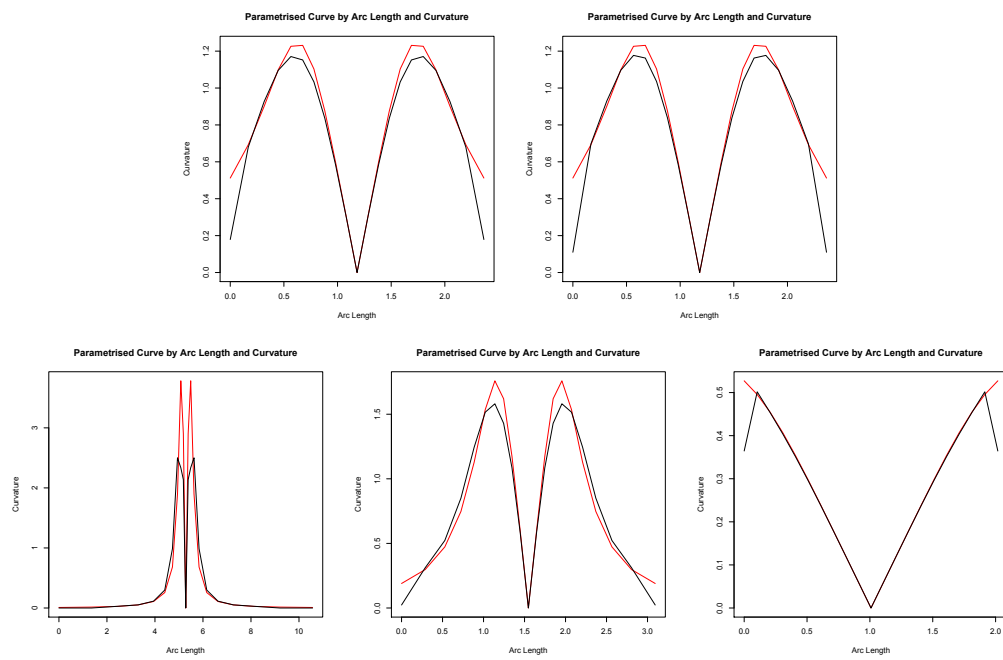 Parametrised Curve by Arc Length and Curvature
Curvature
0.0 0.2 0.4 0.6 0.8 1.0 1.2
0.0 0.5 1.0 1.5 2.0
Arc Length
Parametrised Curve by Arc Length and Curvature
Curvature
0.0 0.2 0.4 0.6 0.8 1.0 1.2
0.0 0.5 1.0 1.5 2.0
Arc Length
Parametrised Curve by Arc Length and Curvature
Curvature
0 1 2 3
0 2 4 6 8 10
Arc Length
Parametrised Curve by Arc Length and Curvature
Curvature
0.0 0.5 1.0 1.5
0.0 0.5 1.0 1.5 2.0 2.5 3.0
Arc Length
Parametrised Curve by Arc Length and Curvature
Curvature
0.0 0.1 0.2 0.3 0.4 0.5
0.0 0.5 1.0 1.5 2.0
Arc Length